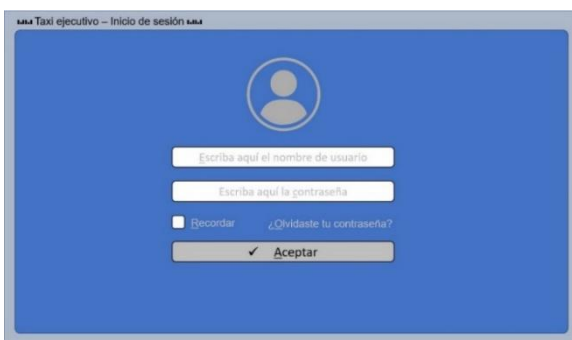 Taxi ejecutivo – Inicio de sesión
Escriba aquí el nombre de usuario
Escriba aquí la contraseña
Recordar ¿Olvidaste tu contraseña?
✓ Aceptar